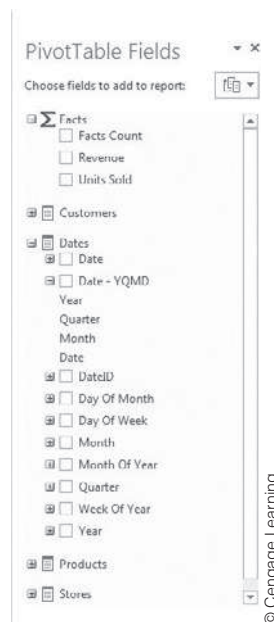 PivotTable Fields
Choose fields to add to report:
Facts
Facts Count
Revenue
Units Sold
Customers
Dates
Date
Date - YQMD
Year
Quarter
Month
Date
DateID
Day Of Month
Day Of Week
Month
Month Of Year
Quarter
Week Of Year
Year
Products
Stores
© Cengage Learning